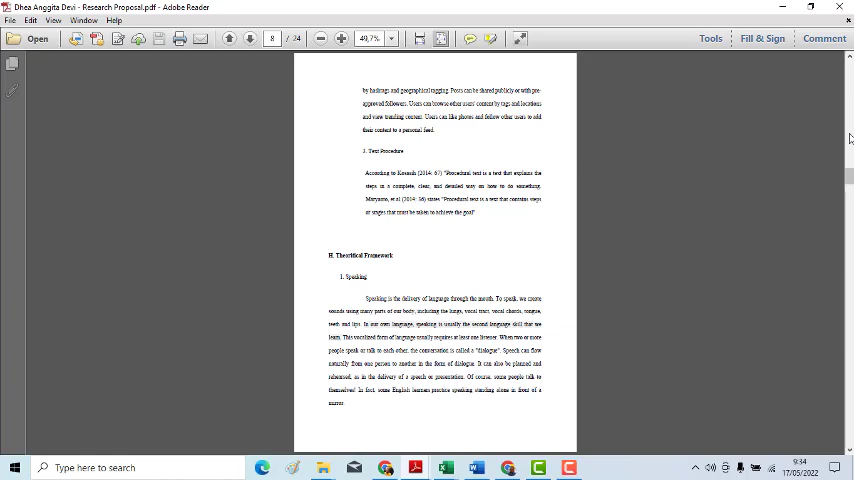 Dhea Anggita Devi - Research Proposal.pdf - Adobe Reader
File Edit View Window Help
Open 8 / 24 49,7% Tools Fill & Sign Comment
by hashtags and geographical tagging. Posts can be shared publicly or with pre-
approved followers. Users can browse other users' content by tags and locations
and view trending content. Users can like photos and follow other users to add
their content to a personal feed.
3. Text Procedure
According to Kosasih (2014: 67) "Procedural text is a text that explains the
steps in a complete, clear, and detailed way on how to do something.
Maryanto, et al (2014: 36) states "Procedural text is a text that contains steps
or stages that must be taken to achieve the goal"
H. Theoritical Framework
1. Speaking
Speaking is the delivery of language through the mouth. To speak, we create
sounds using many parts of our body, including the lungs, vocal tract, vocal chords, tongue,
teeth and lips. In our own language, speaking is usually the second language skill that we
learn. This vocalized form of language usually requires at least one listener. When two or more
people speak or talk to each other, the conversation is called a "dialogue". Speech can flow
naturally from one person to another in the form of dialogue. It can also be planned and
rehearsed, as in the delivery of a speech or presentation. Of course, some people talk to
themselves! In fact, some English learners practice speaking standing alone in front of a
mirror.
Type here to search
9:34
17/05/2022